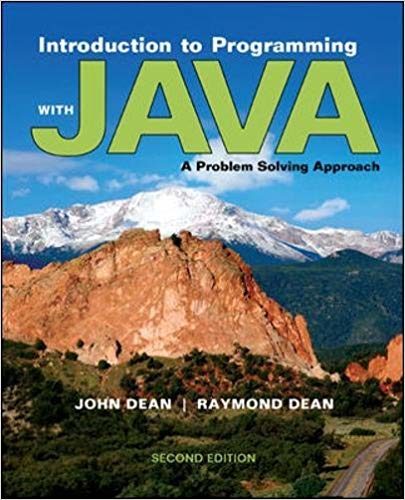 Introduction to Programming
WITH JAVA
A Problem Solving Approach
JOHN DEAN | RAYMOND DEAN
SECOND EDITION